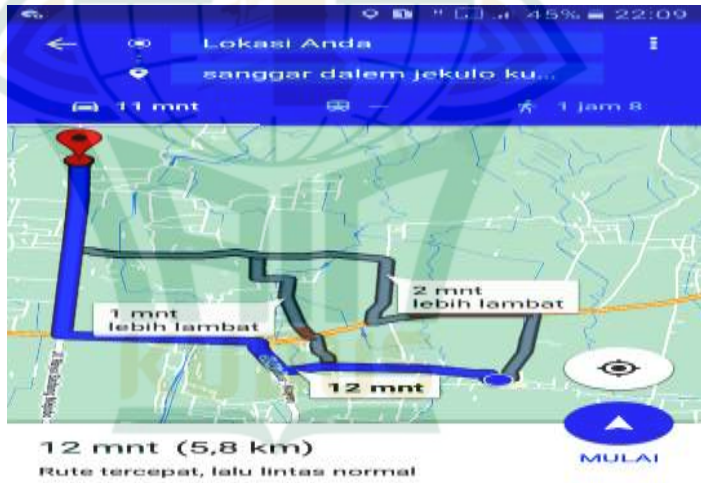 45% 22:09
Lokasi Anda
sanggar dalem jekulo ku...
11 mnt — 1 jam 8
2 mnt
lebih lambat
1 mnt
lebih lambat
12 mnt
12 mnt (5,8 km)
Rute tercepat, lalu lintas normal
MULAI
KUDUS